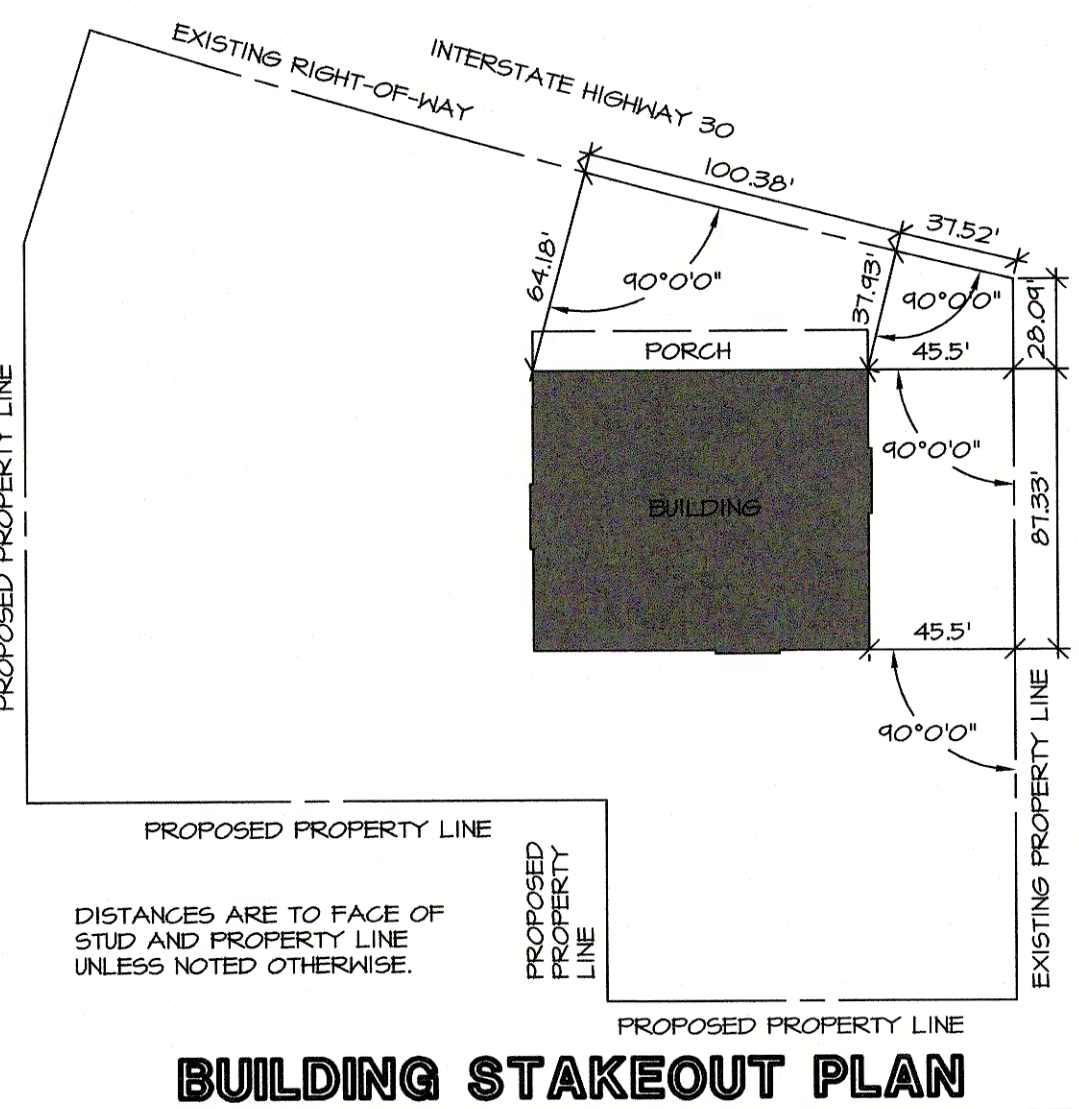 INTERSTATE HIGHWAY 30
EXISTING RIGHT-OF-WAY
100.38'
37.52'
64.18'
90°0'0"
37.93'
90°0'0"
28.09'
PORCH
45.5'
90°0'0"
BUILDING
87.33'
PROPOSED PROPERTY LINE
45.5'
90°0'0"
EXISTING PROPERTY LINE
PROPOSED PROPERTY LINE
PROPOSED
PROPERTY
LINE
DISTANCES ARE TO FACE OF
STUD AND PROPERTY LINE
UNLESS NOTED OTHERWISE.
PROPOSED PROPERTY LINE
BUILDING STAKEOUT PLAN